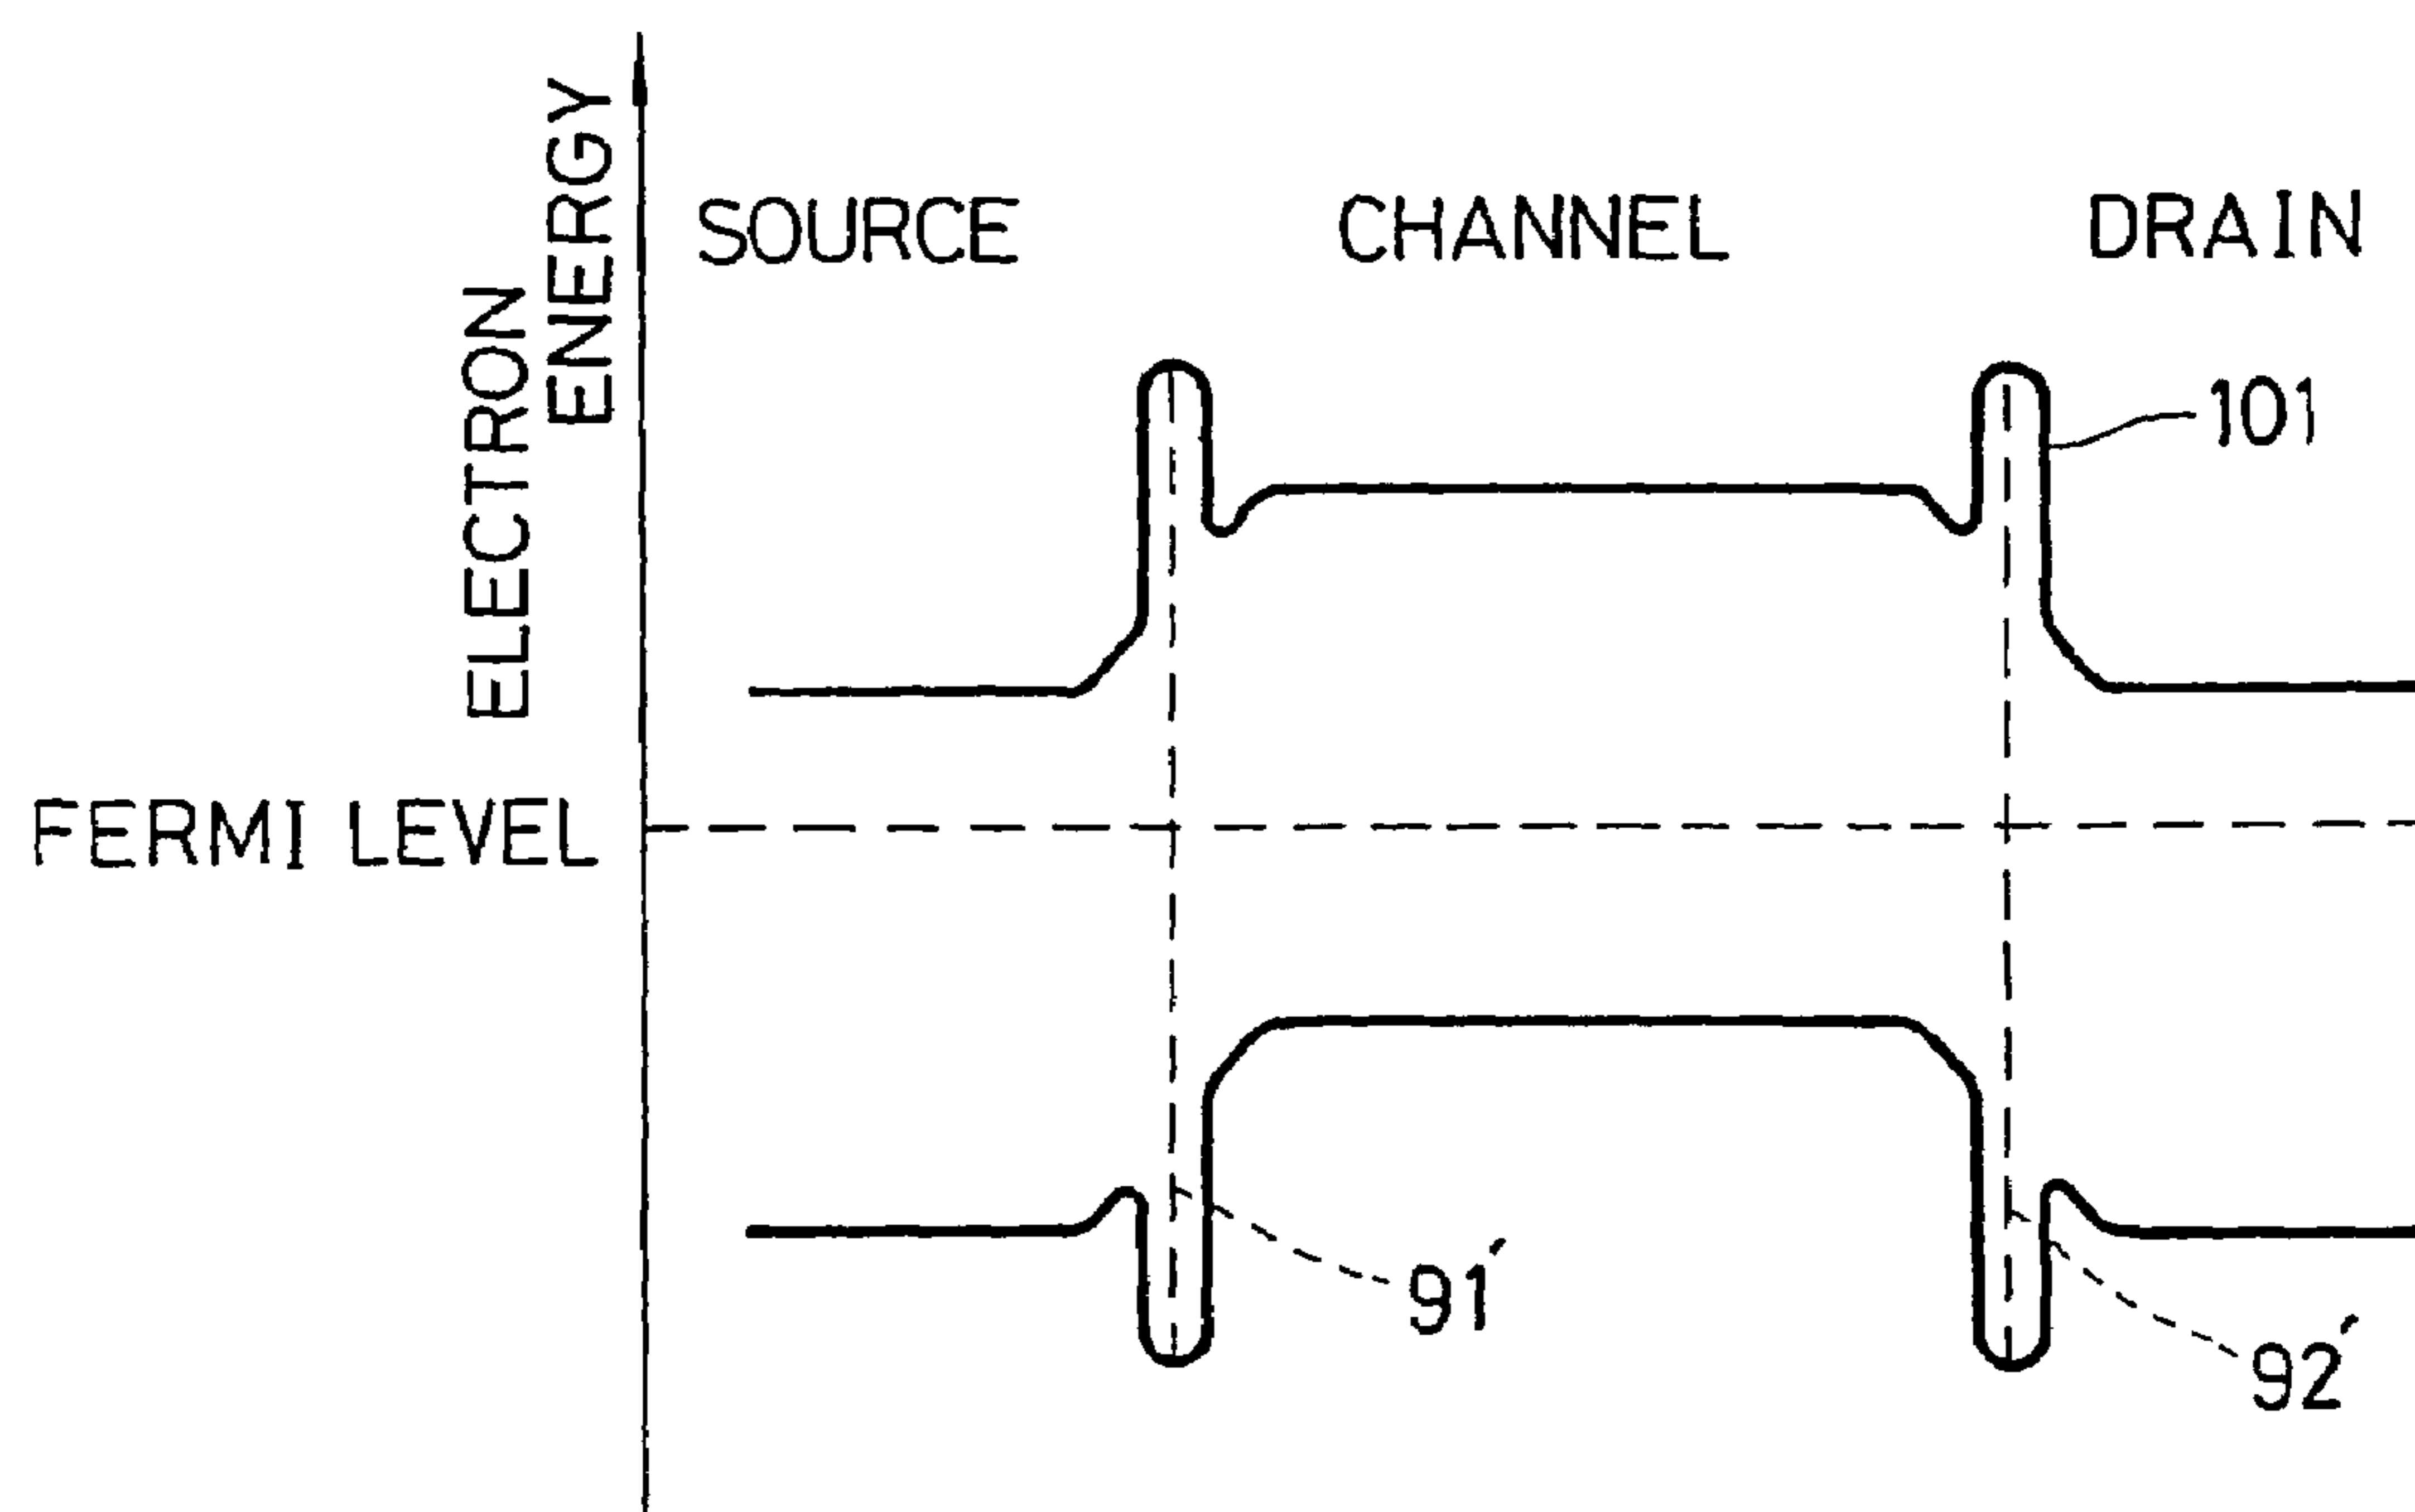 ELECTRON
ENERGY
SOURCE
CHANNEL
DRAIN
101
FERMI LEVEL
91′
92′